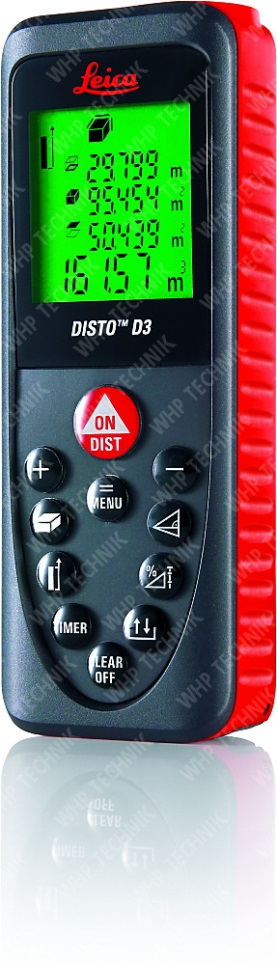 Leica
29.799 m
95.454 m²
50.439 m²
161.57 m³
DISTO™ D3
ON
DIST
+
−
=
MENU
%
TIMER
CLEAR
OFF
WHP TECHNIK